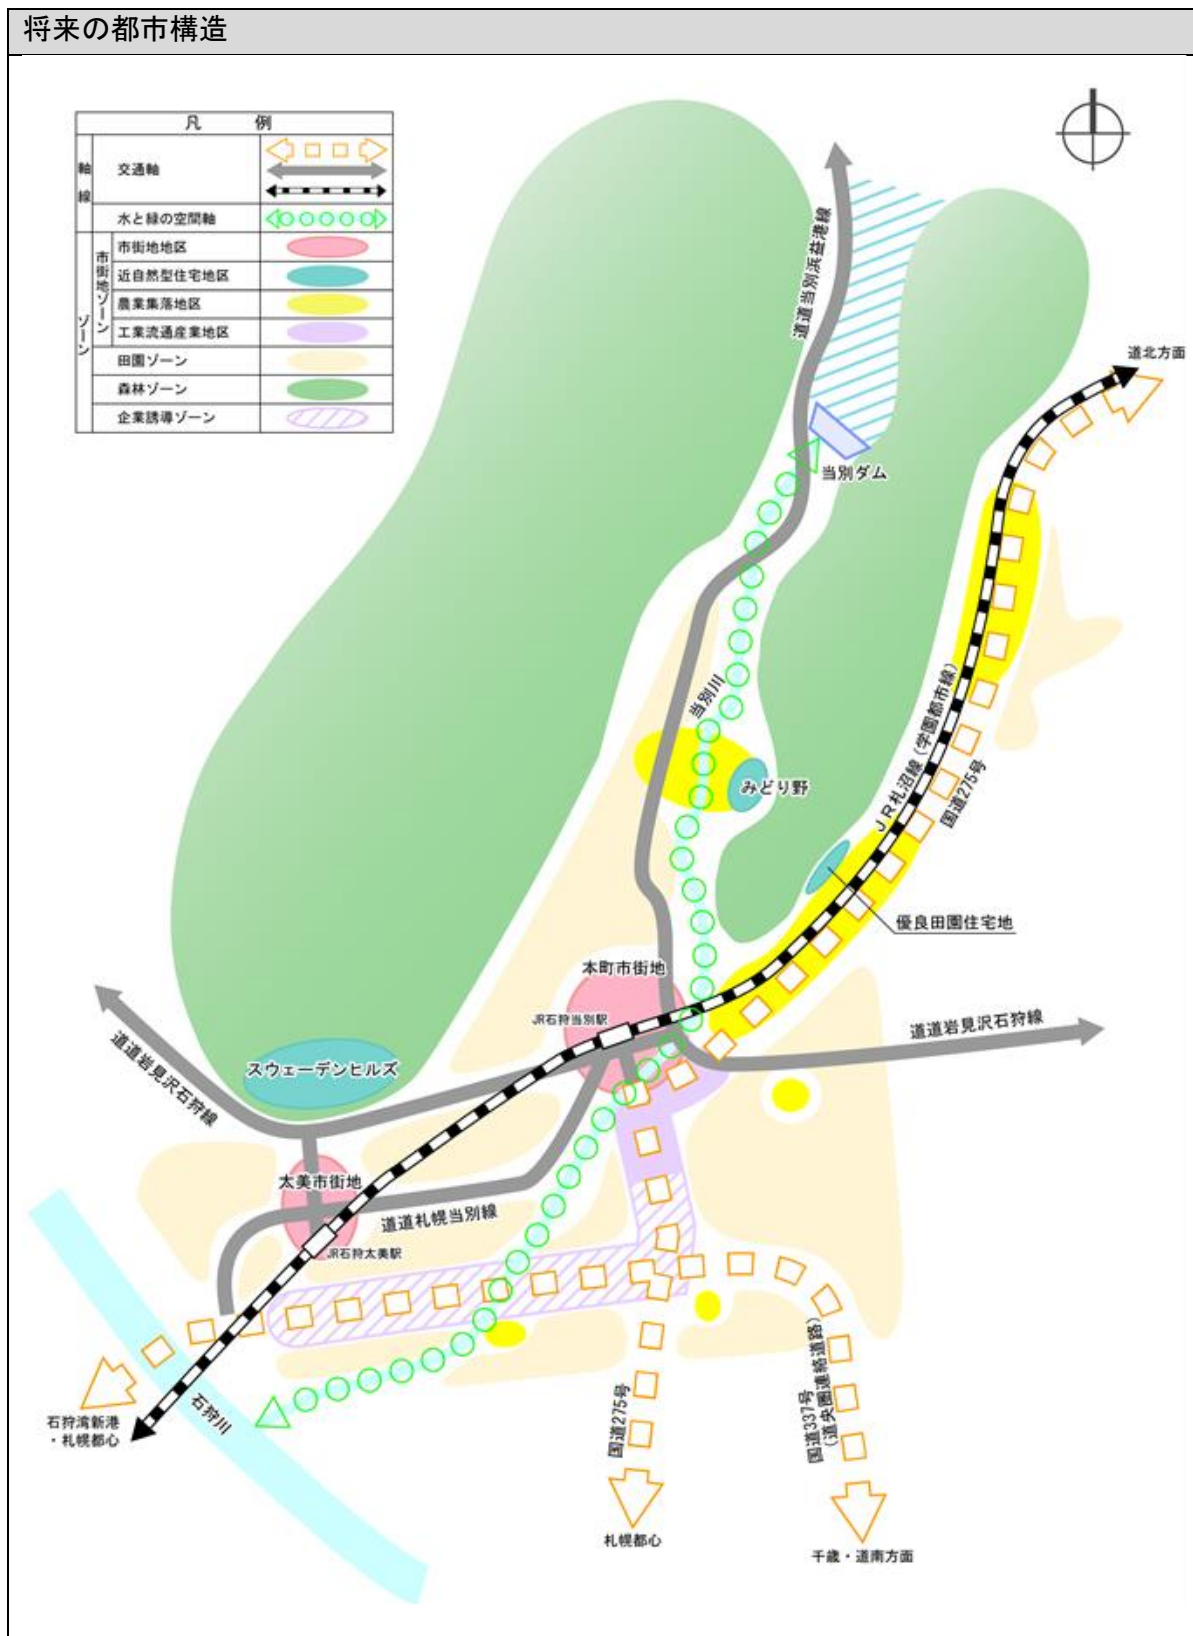 将来の都市構造
凡 例
軸線
交通軸
水と緑の空間軸
ゾーン
市街地ゾーン
市街地地区
近自然型住宅地区
農業集落地区
工業流通産業地区
田園ゾーン
森林ゾーン
企業誘導ゾーン
道道当別浜益港線
道北方面
当別ダム
当別川
みどり野
JR札沼線(学園都市線)
国道275号
優良田園住宅地
本町市街地
JR石狩当別駅
道道岩見沢石狩線
道道岩見沢石狩線
スウェーデンヒルズ
太美市街地
道道札幌当別線
JR石狩太美駅
石狩川
石狩湾新港
・札幌都心
国道275号
国道337号
(道央圏連絡道路)
札幌都心
千歳・道南方面